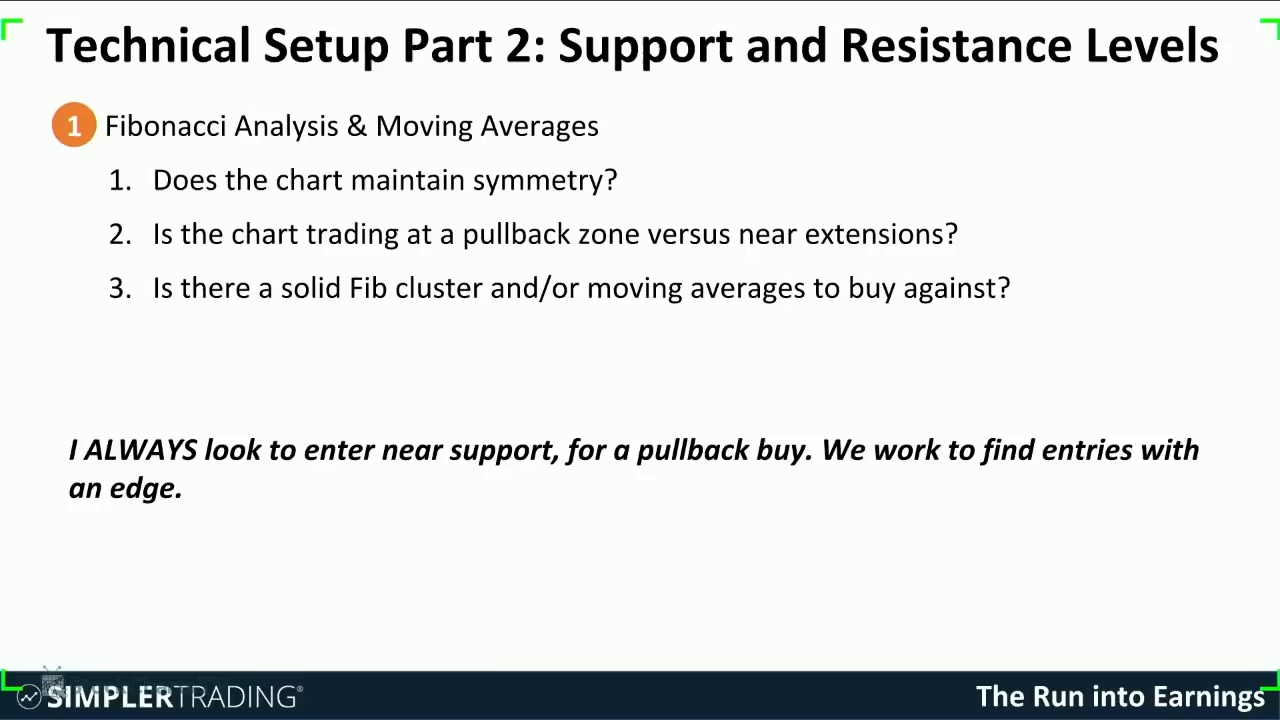 Technical Setup Part 2: Support and Resistance Levels
1 Fibonacci Analysis & Moving Averages
1. Does the chart maintain symmetry?
2. Is the chart trading at a pullback zone versus near extensions?
3. Is there a solid Fib cluster and/or moving averages to buy against?
I ALWAYS look to enter near support, for a pullback buy. We work to find entries with
an edge.
SIMPLERTRADING®
The Run into Earnings